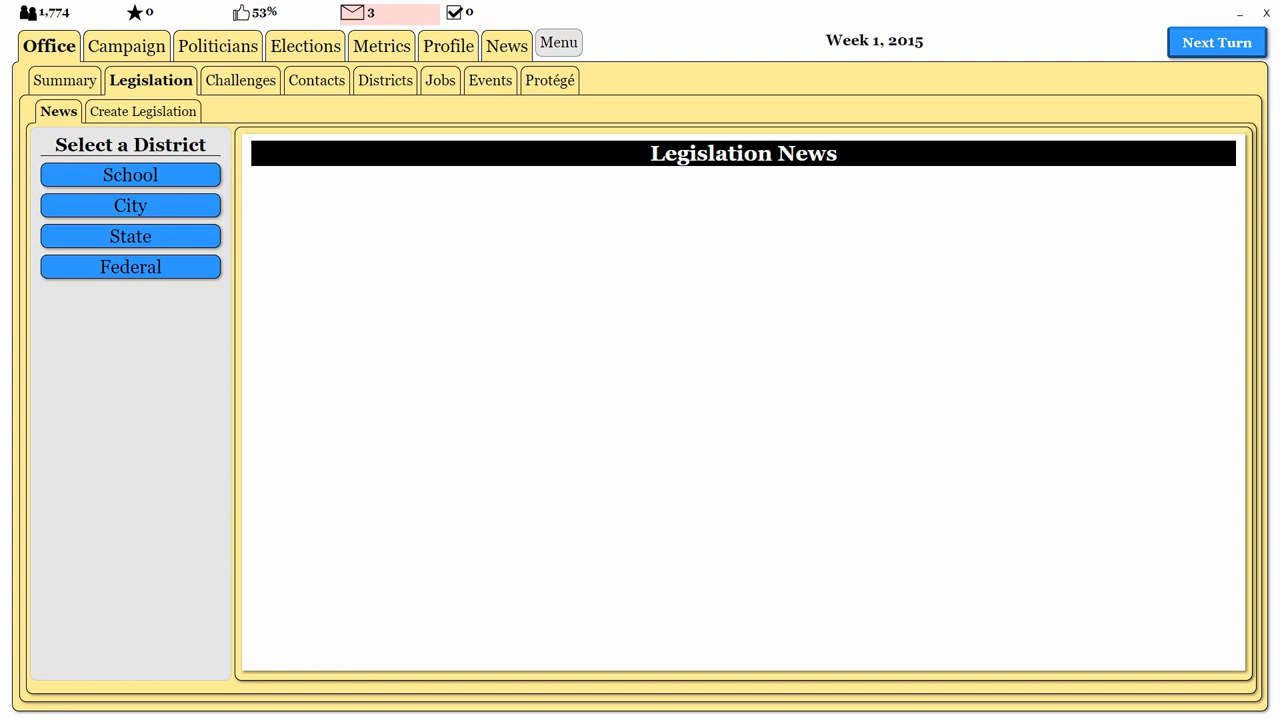 1,774 0 53% 3 0 _ X
Office Campaign Politicians Elections Metrics Profile News Menu Week 1, 2015 Next Turn
Summary Legislation Challenges Contacts Districts Jobs Events Protégé
News Create Legislation
Select a District
School
City
State
Federal
Legislation News